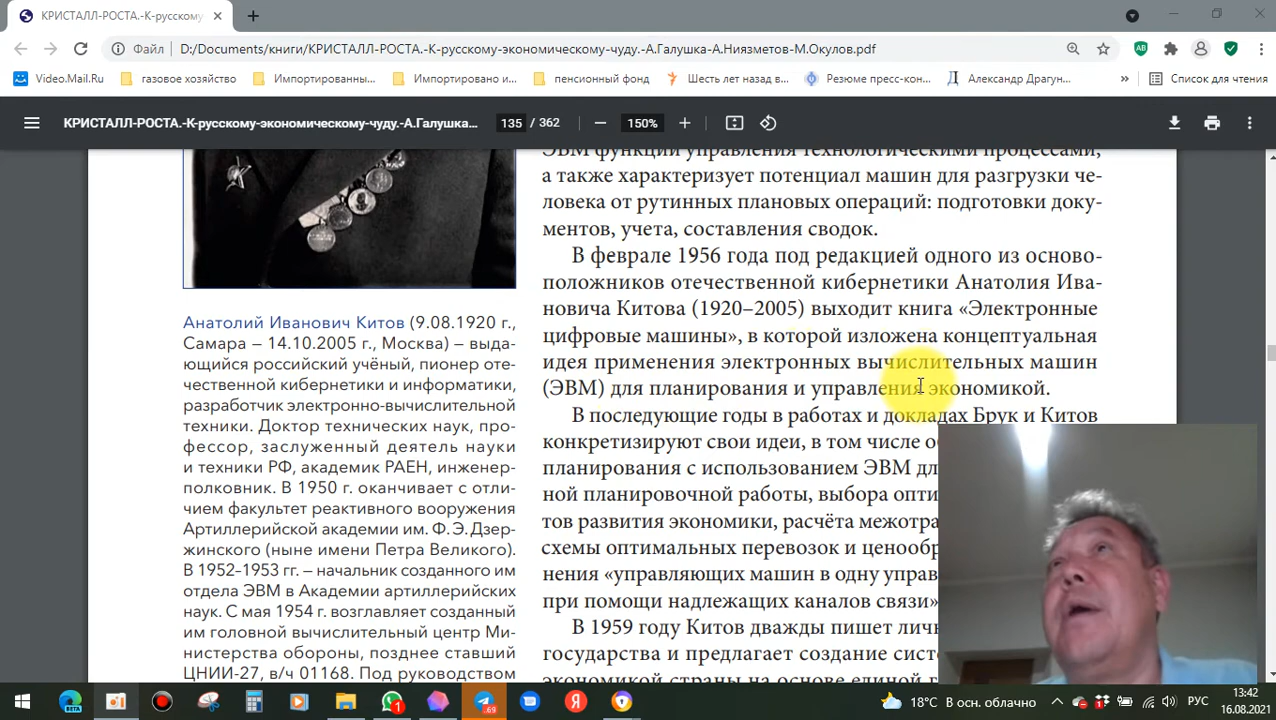 КРИСТАЛЛ-РОСТА.-К-русскому-
Файл D:/Documents/книги/КРИСТАЛЛ-РОСТА.-К-русскому-экономическому-чуду.-А.Галушка-А.Ниязметов-М.Окулов.pdf
Video.Mail.Ru газовое хозяйство Импортированны... Импортировано и... пенсионный фонд Шесть лет назад в... Резюме пресс-кон... Александр Драгун... » Список для чтения
КРИСТАЛЛ-РОСТА.-К-русскому-экономическому-чуду.-А.Галушка... 135 / 362 150%
ЭВМ функции управления технологическими процессами,
а также характеризует потенциал машин для разгрузки че-
ловека от рутинных плановых операций: подготовки доку-
ментов, учета, составления сводок.
В феврале 1956 года под редакцией одного из осново-
положников отечественной кибернетики Анатолия Ива-
новича Китова (1920–2005) выходит книга «Электронные
цифровые машины», в которой изложена концептуальная
идея применения электронных вычислительных машин
(ЭВМ) для планирования и управления экономикой.
В последующие годы в работах и докладах Брук и Китов
конкретизируют свои идеи, в том числе
планирования с использованием ЭВМ
ной планировочной работы, выбора
тов развития экономики, расчёта
схемы оптимальных перевозок и
нения «управляющих машин в одну
при помощи надлежащих каналов связи»
В 1959 году Китов дважды пишет
государства и предлагает создание
экономикой страны на основе единой
Анатолий Иванович Китов (9.08.1920 г.,
Самара – 14.10.2005 г., Москва) – выда-
ющийся российский учёный, пионер оте-
чественной кибернетики и информатики,
разработчик электронно-вычислительной
техники. Доктор технических наук, про-
фессор, заслуженный деятель науки
и техники РФ, академик РАЕН, инженер-
полковник. В 1950 г. оканчивает с отли-
чием факультет реактивного вооружения
Артиллерийской академии им. Ф. Э. Дзер-
жинского (ныне имени Петра Великого).
В 1952–1953 гг. – начальник созданного им
отдела ЭВМ в Академии артиллерийских
наук. С мая 1954 г. возглавляет созданный
им головной вычислительный центр Ми-
нистерства обороны, позднее ставший
ЦНИИ-27, в/ч 01168. Под руководством
18°C В осн. облачно РУС 13:42
16.08.2021